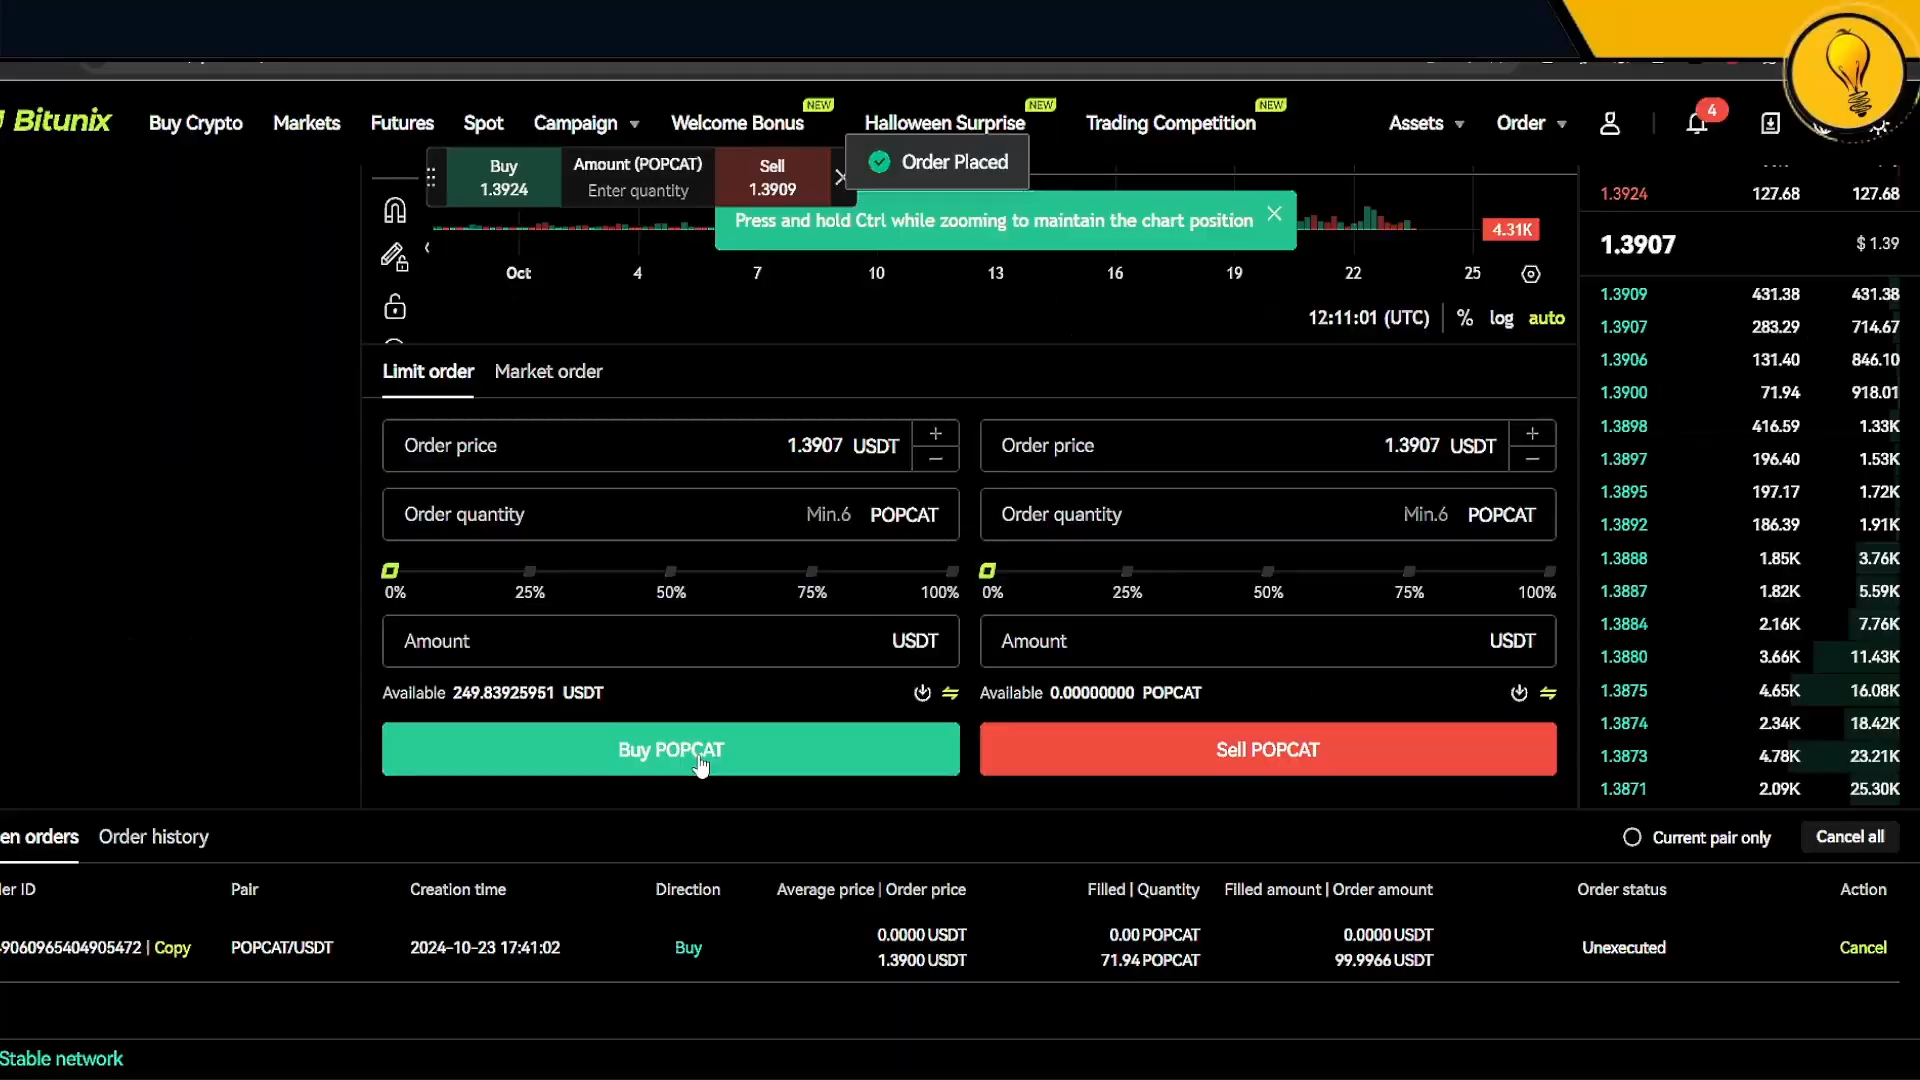 Bitunix Buy Crypto Markets Futures Spot Campaign Welcome Bonus NEW Halloween Surprise NEW Trading Competition NEW Assets Order 4
Buy 1.3924 Amount (POPCAT) Enter quantity Sell 1.3909
Order Placed
Press and hold Ctrl while zooming to maintain the chart position
4.31K
Oct 4 7 10 13 16 19 22 25
12:11:01 (UTC) % log auto
1.3924 127.68 127.68
1.3907 $ 1.39
1.3909 431.38 431.38
1.3907 283.29 714.67
1.3906 131.40 846.10
1.3900 71.94 918.01
1.3898 416.59 1.33K
1.3897 196.40 1.53K
1.3895 197.17 1.72K
1.3892 186.39 1.91K
1.3888 1.85K 3.76K
1.3887 1.82K 5.59K
1.3884 2.16K 7.76K
1.3880 3.66K 11.43K
1.3875 4.65K 16.08K
1.3874 2.34K 18.42K
1.3873 4.78K 23.21K
1.3871 2.09K 25.30K
Limit order Market order
Order price 1.3907 USDT + −
Order quantity Min.6 POPCAT
0% 25% 50% 75% 100%
Amount USDT
Available 249.83925951 USDT
Buy POPCAT
Order price 1.3907 USDT + −
Order quantity Min.6 POPCAT
0% 25% 50% 75% 100%
Amount USDT
Available 0.00000000 POPCAT
Sell POPCAT
en orders Order history Current pair only Cancel all
er ID Pair Creation time Direction Average price | Order price Filled | Quantity Filled amount | Order amount Order status Action
49060965404905472 | Copy POPCAT/USDT 2024-10-23 17:41:02 Buy 0.0000 USDT 0.00 POPCAT 0.0000 USDT Unexecuted Cancel
1.3900 USDT 71.94 POPCAT 99.9966 USDT
Stable network